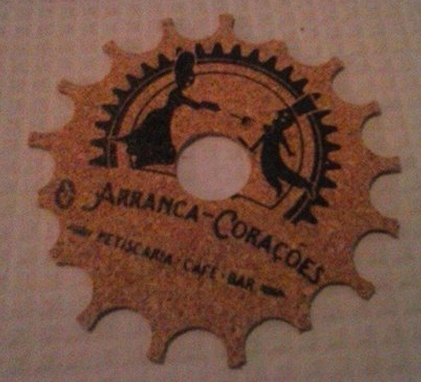 O ARRANCA-CORAÇÕES
PETISCARIA · CAFÉ · BAR